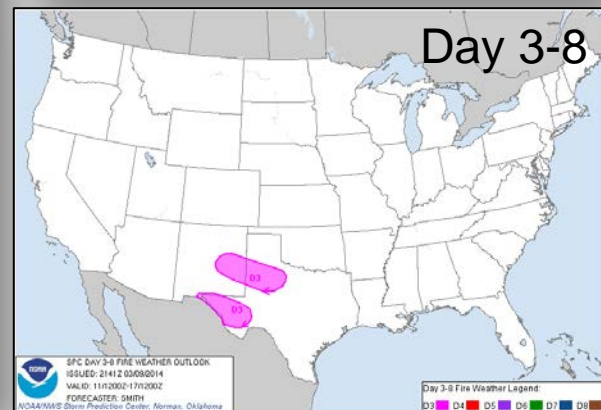 Day 3-8
D3
D3
NOAA
SPC DAY 3-8 FIRE WEATHER OUTLOOK
ISSUED: 2141Z 03/09/2014
VALID: 11/1200Z-17/1200Z
FORECASTER: SMITH
NOAA/NWS Storm Prediction Center, Norman, Oklahoma
Day 3-8 Fire Weather Legend:
D3 D4 D5 D6 D7 D8